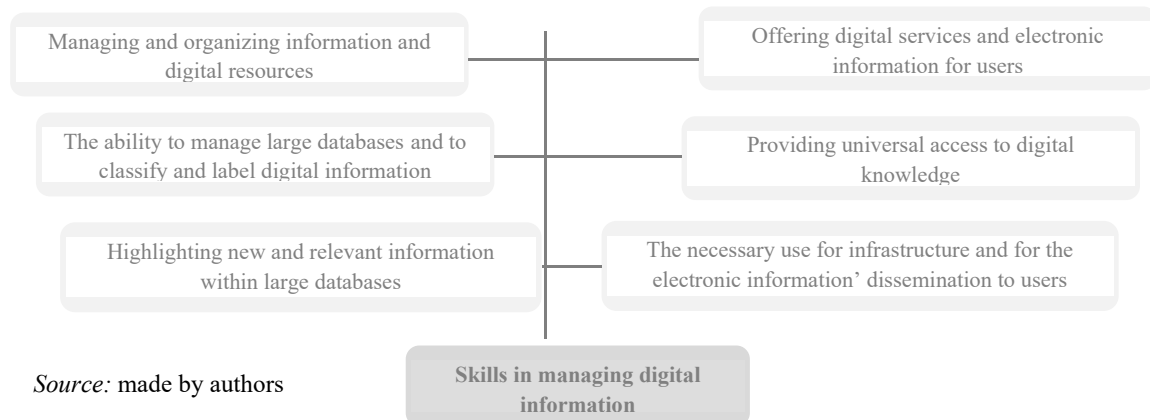 Managing and organizing information and
digital resources
Offering digital services and electronic
information for users
The ability to manage large databases and to
classify and label digital information
Providing universal access to digital
knowledge
Highlighting new and relevant information
within large databases
The necessary use for infrastructure and for the
electronic information’ dissemination to users
Skills in managing digital
information
Source: made by authors